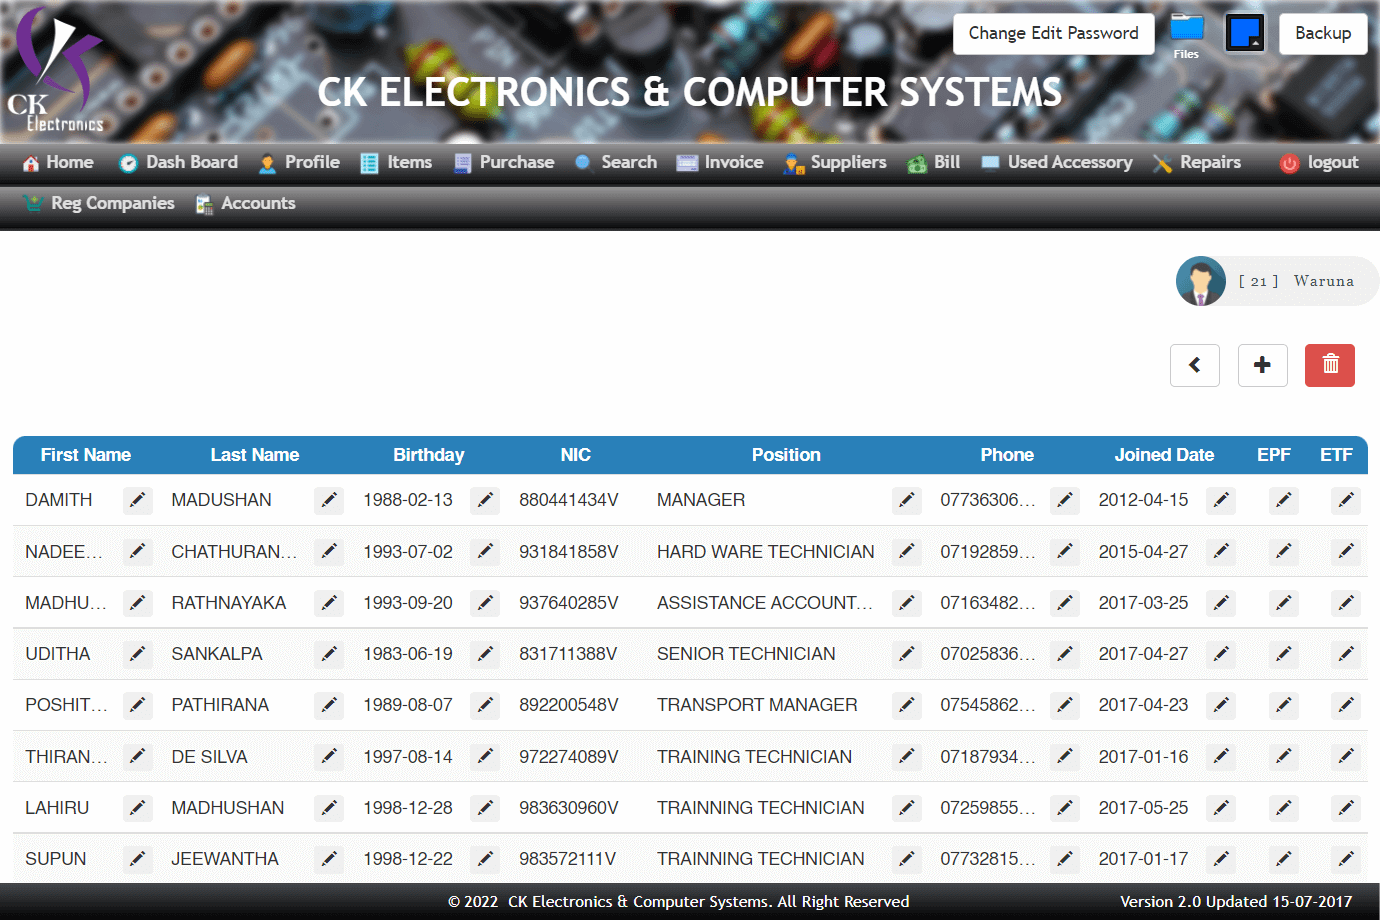 CK
Electronics
Change Edit Password
Files
Backup
CK ELECTRONICS & COMPUTER SYSTEMS
Home Dash Board Profile Items Purchase Search Invoice Suppliers Bill Used Accessory Repairs logout
Reg Companies Accounts
[ 21 ] Waruna
First Name Last Name Birthday NIC Position Phone Joined Date EPF ETF
DAMITH MADUSHAN 1988-02-13 880441434V MANAGER 07736306... 2012-04-15
NADEE... CHATHURAN... 1993-07-02 931841858V HARD WARE TECHNICIAN 07192859... 2015-04-27
MADHU... RATHNAYAKA 1993-09-20 937640285V ASSISTANCE ACCOUNT... 07163482... 2017-03-25
UDITHA SANKALPA 1983-06-19 831711388V SENIOR TECHNICIAN 07025836... 2017-04-27
POSHIT... PATHIRANA 1989-08-07 892200548V TRANSPORT MANAGER 07545862... 2017-04-23
THIRAN... DE SILVA 1997-08-14 972274089V TRAINING TECHNICIAN 07187934... 2017-01-16
LAHIRU MADHUSHAN 1998-12-28 983630960V TRAINNING TECHNICIAN 07259855... 2017-05-25
SUPUN JEEWANTHA 1998-12-22 983572111V TRAINNING TECHNICIAN 07732815... 2017-01-17
© 2022 CK Electronics & Computer Systems. All Right Reserved
Version 2.0 Updated 15-07-2017